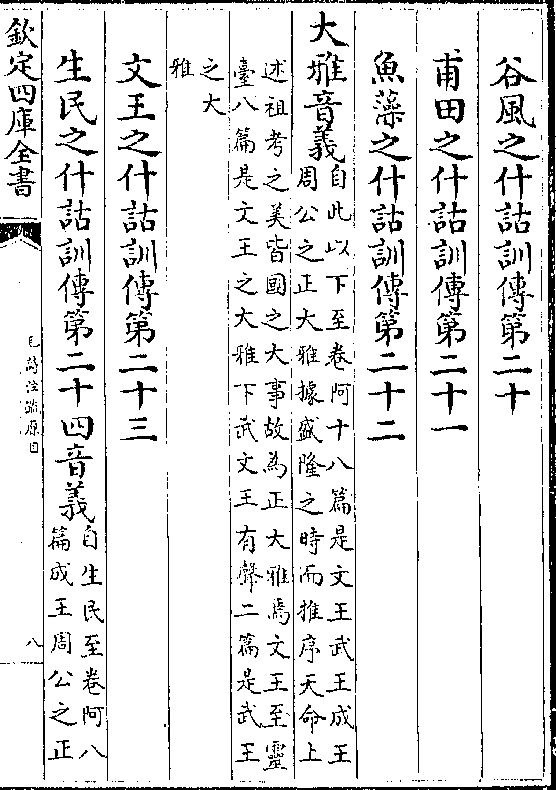 谷風之什詁訓傳第二十
甫田之什詁訓傳第二十一
魚藻之什詁訓傳第二十二
大雅音義自此以下至卷阿十八篇是文王武王成王
周公之正大雅據盛隆之時而推序天命上
述祖考之美皆國之大事故為正大雅焉文王至靈
臺八篇是文王之大雅下武文王有聲二篇是武王
之大
雅
文王之什詁訓傳第二十三
生民之什詁訓傳第二十四音義自生民至卷阿八
篇成王周公之正
欽定四庫全書
毛詩注疏原目
八